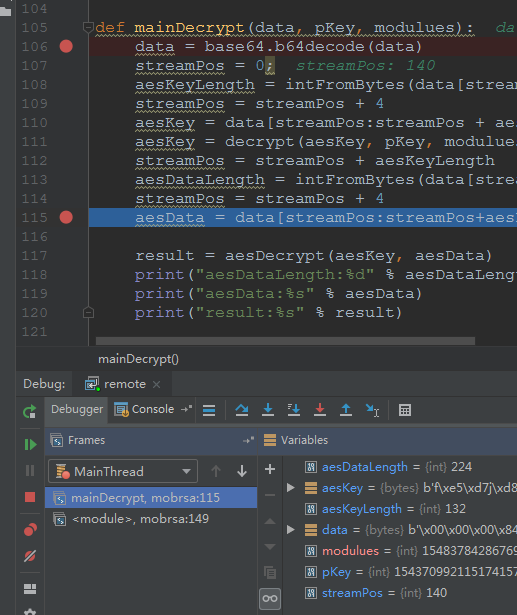 104
105 def mainDecrypt(data, pKey, modulues): da
106 data = base64.b64decode(data)
107 streamPos = 0; streamPos: 140
108 aesKeyLength = intFromBytes(data[strea
109 streamPos = streamPos + 4
110 aesKey = data[streamPos:streamPos + ae
111 aesKey = decrypt(aesKey, pKey, modulue
112 streamPos = streamPos + aesKeyLength
113 aesDataLength = intFromBytes(data[stre
114 streamPos = streamPos + 4
115 aesData = data[streamPos:streamPos+aes
117 result = aesDecrypt(aesKey, aesData)
118 print("aesDataLength:%d" % aesDataLeng
119 print("aesData:%s" % aesData)
120 print("result:%s" % result)
121
mainDecrypt()
Debug: remote
Debugger Console
Frames Variables
MainThread
mainDecrypt, mobrsa:115
<module>, mobrsa:149
aesDataLength = {int} 224
aesKey = {bytes} b'f\xe5\xd7j\xd8
aesKeyLength = {int} 132
data = {bytes} b'\x00\x00\x00\x84
modulues = {int} 15483784286769
pKey = {int} 154370992115174157
streamPos = {int} 140